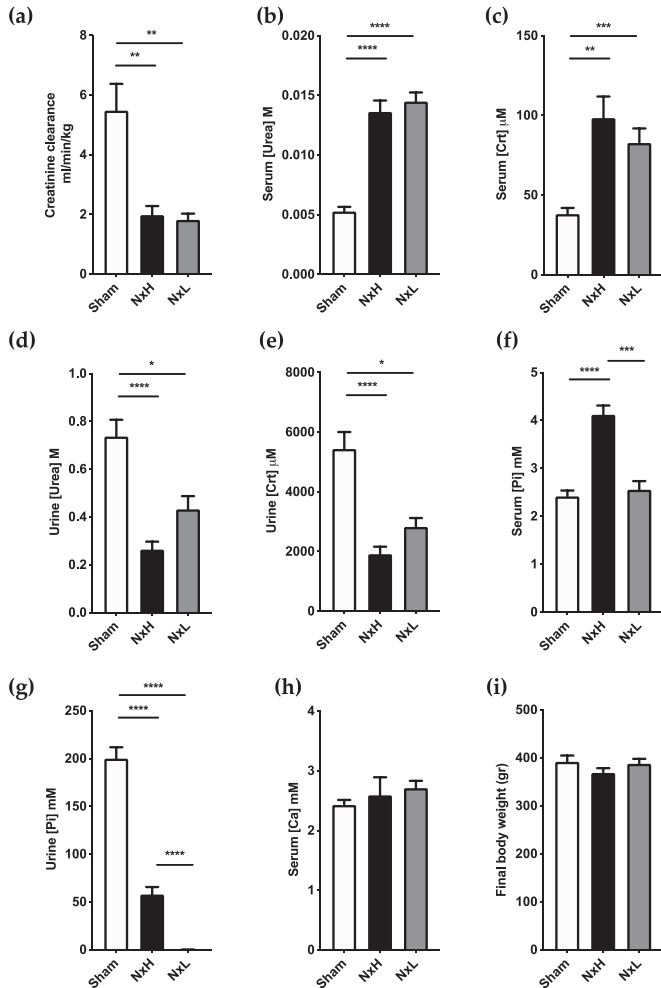 (a)
Creatinine clearance
ml/min/kg
8
6
4
2
0
**
**
Sham
NxH
NxL
(b)
Serum [Urea] M
0.020
0.015
0.010
0.005
0.000
****
****
Sham
NxH
NxL
(c)
Serum [Crt] μM
150
100
50
0
***
**
Sham
NxH
NxL
(d)
Urine [Urea] M
1.0
0.8
0.6
0.4
0.2
0.0
*
****
Sham
NxH
NxL
(e)
Urine [Crt] μM
8000
6000
4000
2000
0
*
****
Sham
NxH
NxL
(f)
Serum [Pi] mM
5
4
3
2
1
0
***
****
Sham
NxH
NxL
(g)
Urine [Pi] mM
250
200
150
100
50
0
****
****
****
Sham
NxH
NxL
(h)
Serum [Ca] mM
4
3
2
1
0
Sham
NxH
NxL
(i)
Final body weight (gr)
500
400
300
200
100
0
Sham
NxH
NxL